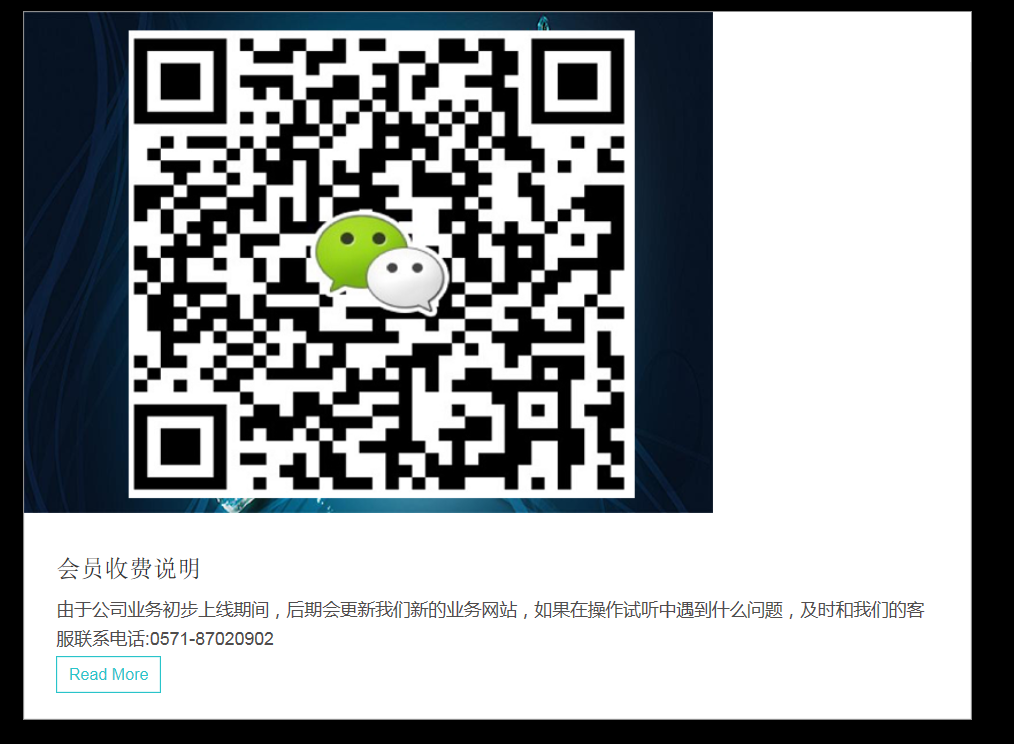 会员收费说明
由于公司业务初步上线期间，后期会更新我们新的业务网站，如果在操作试听中遇到什么问题，及时和我们的客
服联系电话:0571-87020902
Read More